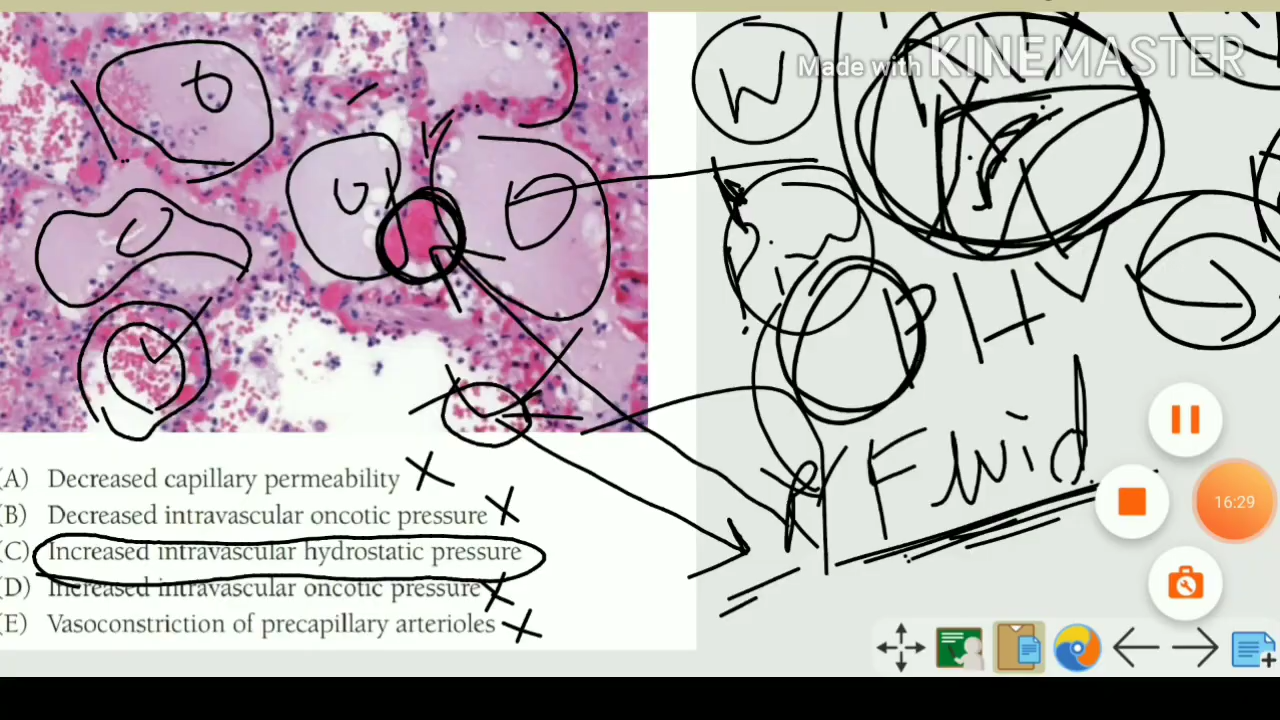 Made with KINEMASTER
W
H
Fluid
(A) Decreased capillary permeability
(B) Decreased intravascular oncotic pressure
(C) Increased intravascular hydrostatic pressure
(D) Increased intravascular oncotic pressure
(E) Vasoconstriction of precapillary arterioles
16:29